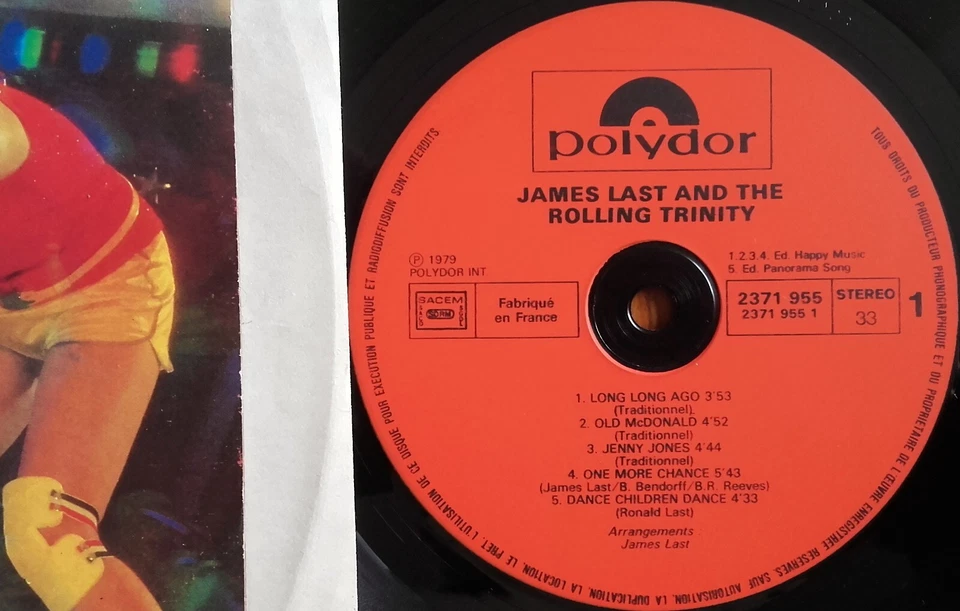 polydor
JAMES LAST AND THE
ROLLING TRINITY
Ⓟ 1979
POLYDOR INT.
1.2.3.4. Ed. Happy Music
5. Ed. Panorama Song
SACEM
SDRM
Fabriqué
en France
2371 955
2371 955 1
STEREO
33
1
1. LONG LONG AGO 3'53
(Traditionnel),
2. OLD McDONALD 4'52
(Traditionnel)
3. JENNY JONES 4'44
(Traditionnel)
4. ONE MORE CHANCE 5'43
(James Last/B. Bendorff/B.R. Reeves)
5. DANCE CHILDREN DANCE 4'33
(Ronald Last)
Arrangements :
James Last
TOUS DROITS DU PRODUCTEUR PHONOGRAPHIQUE ET DU PROPRIETAIRE DE L'ŒUVRE ENREGISTREE RESERVES. SAUF AUTORISATION, LA DUPLICATION, LA LOCATION, LE PRET, L'UTILISATION DE CE DISQUE POUR EXECUTION PUBLIQUE ET RADIODIFFUSION SONT INTERDITS